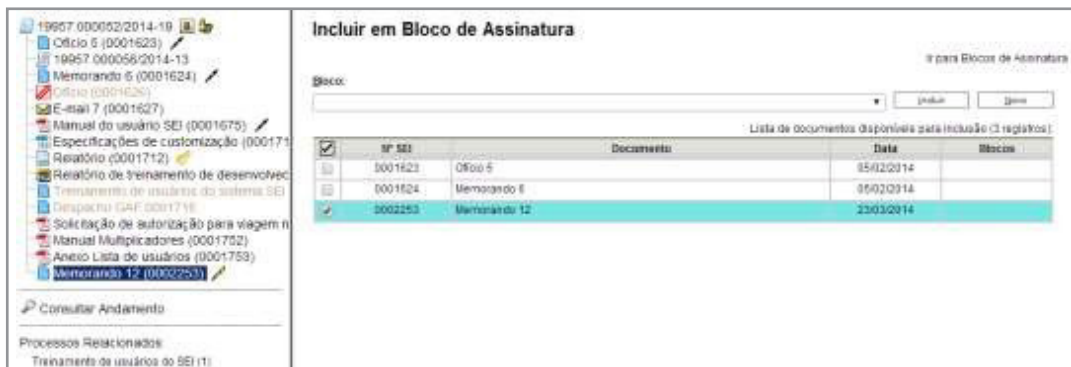 19957.000052/2014-19
Ofício 5 (0001623)
19957.000056/2014-13
Memorando 6 (0001624)
Ofício (0001626)
E-mail 7 (0001627)
Manual do usuário SEI (0001675)
Especificações de customização (000171
Relatório (0001712)
Relatório de treinamento de desenvolvec
Treinamento de usuários do sistema SEI
Despacho GAF 0001716
Solicitação de autorização para viagem n
Manual Multiplicadores (0001752)
Anexo Lista de usuários (0001753)
Memorando 12 (0002253)
Consultar Andamento
Processos Relacionados
Treinamento de usuários do SEI (1)
Incluir em Bloco de Assinatura
Ir para Blocos de Assinatura
Bloco:
Incluir Novo
Lista de documentos disponíveis para inclusão (3 registros):
Nº SEI Documento Data Blocos
0001623 Ofício 5 05/02/2014
0001624 Memorando 6 05/02/2014
0002253 Memorando 12 23/03/2014